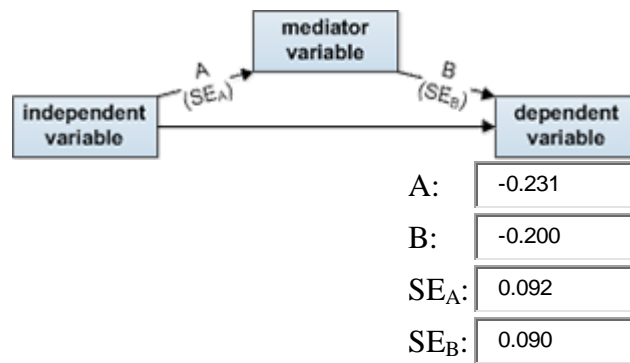 mediator
variable
A
(SEA)
B
(SEB)
independent
variable
dependent
variable
A: -0.231
B: -0.200
SEA: 0.092
SEB: 0.090